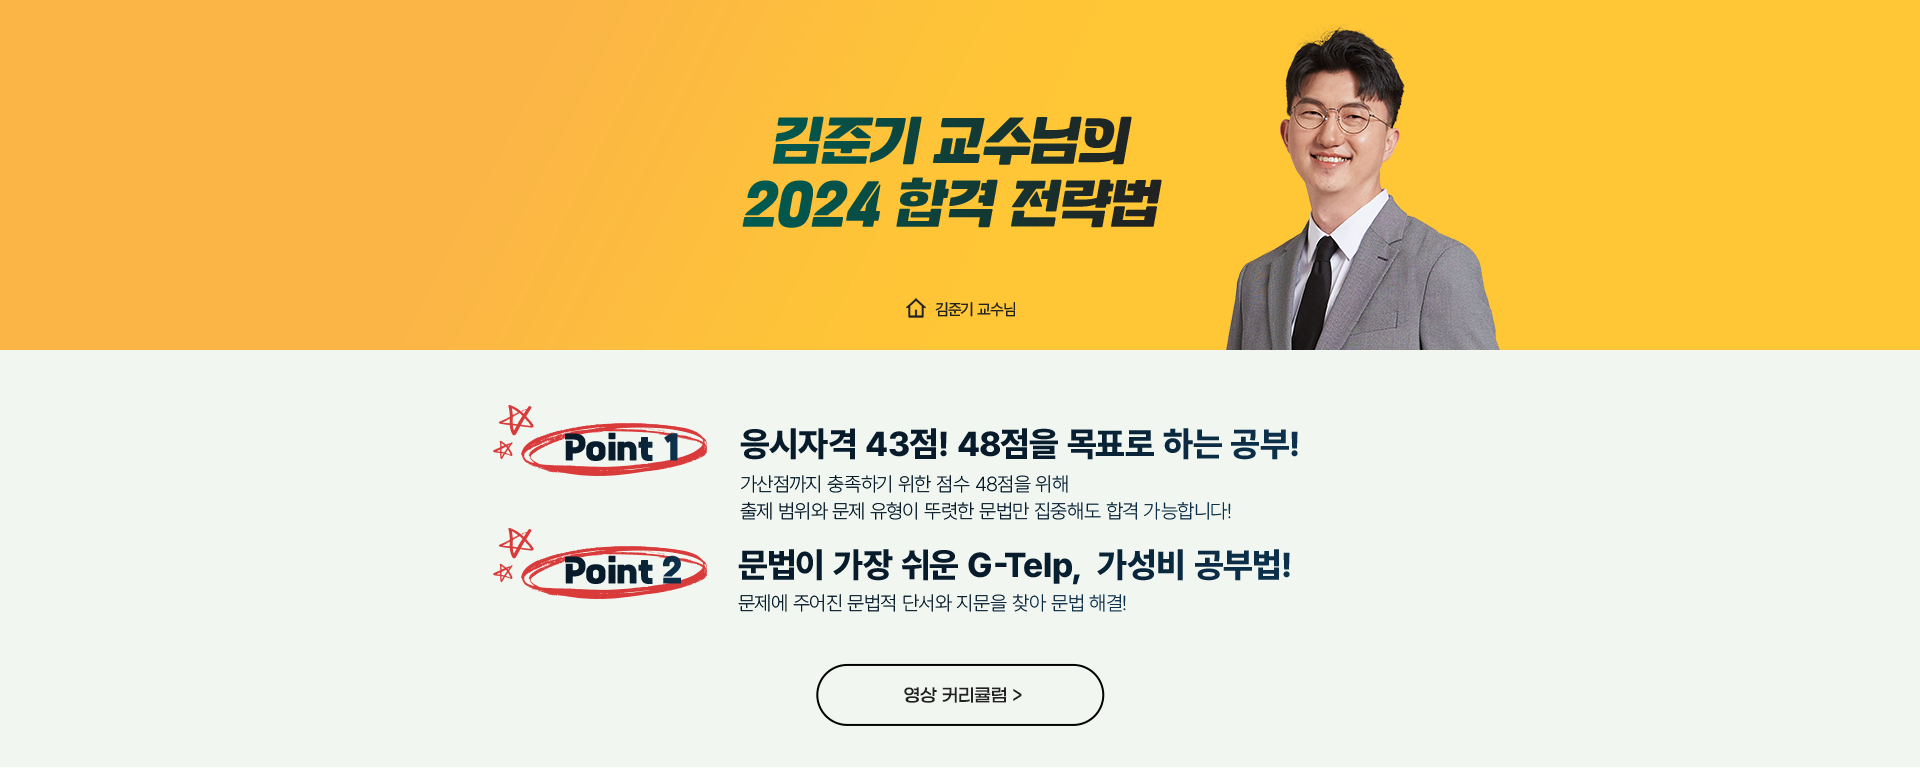 김준기 교수님의
2024 합격 전략법
김준기 교수님
Point 1
응시자격 43점! 48점을 목표로 하는 공부!
가산점까지 충족하기 위한 점수 48점을 위해
출제 범위와 문제 유형이 뚜렷한 문법만 집중해도 합격 가능합니다!
Point 2
문법이 가장 쉬운 G-Telp, 가성비 공부법!
문제에 주어진 문법적 단서와 지문을 찾아 문법 해결!
영상 커리큘럼 >